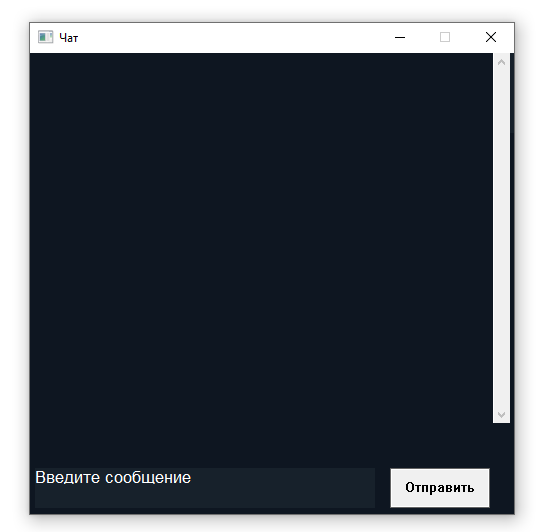 Чат
Введите сообщение
Отправить